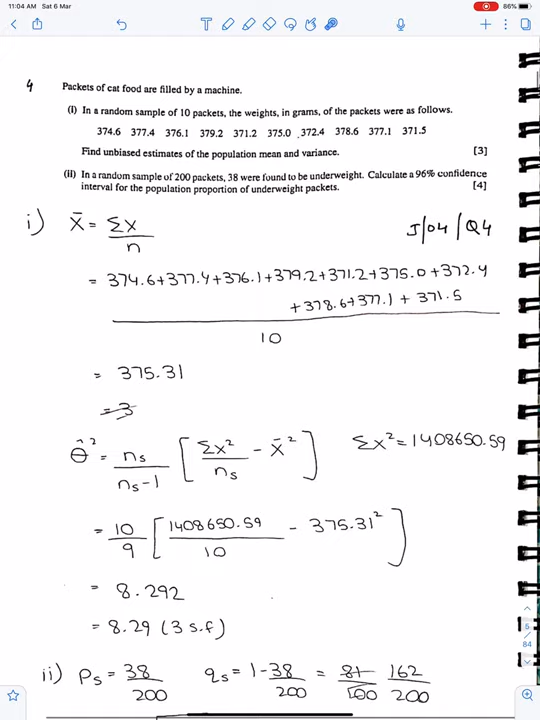 11:04 AM Sat 6 Mar 86%
4 Packets of cat food are filled by a machine.
(i) In a random sample of 10 packets, the weights, in grams, of the packets were as follows.
374.6 377.4 376.1 379.2 371.2 375.0 372.4 378.6 377.1 371.5
Find unbiased estimates of the population mean and variance. [3]
(ii) In a random sample of 200 packets, 38 were found to be underweight. Calculate a 96% confidence
interval for the population proportion of underweight packets. [4]
i) X̄ = Σx/n J/04/Q4
= 374.6+377.4+376.1+379.2+371.2+375.0+372.4
+378.6+377.1+371.5
10
= 375.31
=3
σ̂² = ns/ns-1 [Σx²/ns - X̄²] Σx²=1408650.59
= 10/9 [1408650.59/10 - 375.31²]
= 8.292
= 8.29 (3 s.f)
ii) Ps = 38/200 qs = 1-38/200 = 81/100 162/200
5
/
84